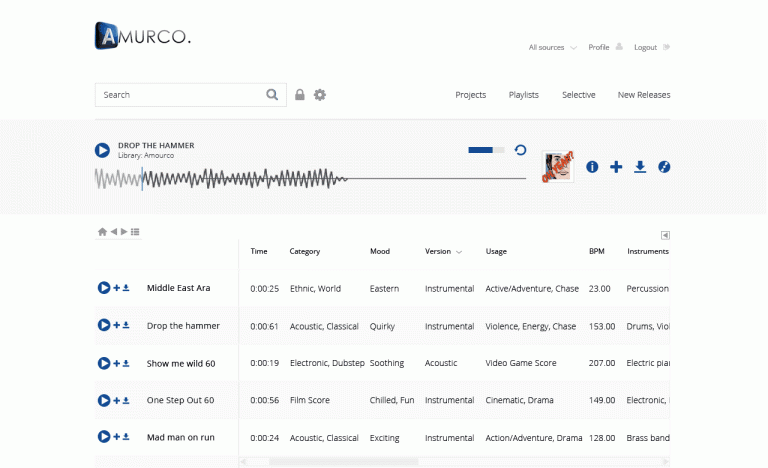 AMURCO.
All sources Profile Logout
Search
Projects Playlists Selective New Releases
DROP THE HAMMER
Library: Amourco
Time Category Mood Version Usage BPM Instruments
Middle East Ara 0:00:25 Ethnic, World Eastern Instrumental Active/Adventure, Chase 23.00 Percussion
Drop the hammer 0:00:61 Acoustic, Classical Quirky Instrumental Violence, Energy, Chase 153.00 Drums, Viol
Show me wild 60 0:00:19 Electronic, Dubstep Soothing Acoustic Video Game Score 207.00 Electric pia
One Step Out 60 0:00:56 Film Score Chilled, Fun Instrumental Cinematic, Drama 149.00 Electronic,
Mad man on run 0:00:24 Acoustic, Classical Exciting Instrumental Action/Adventure, Drama 128.00 Brass band